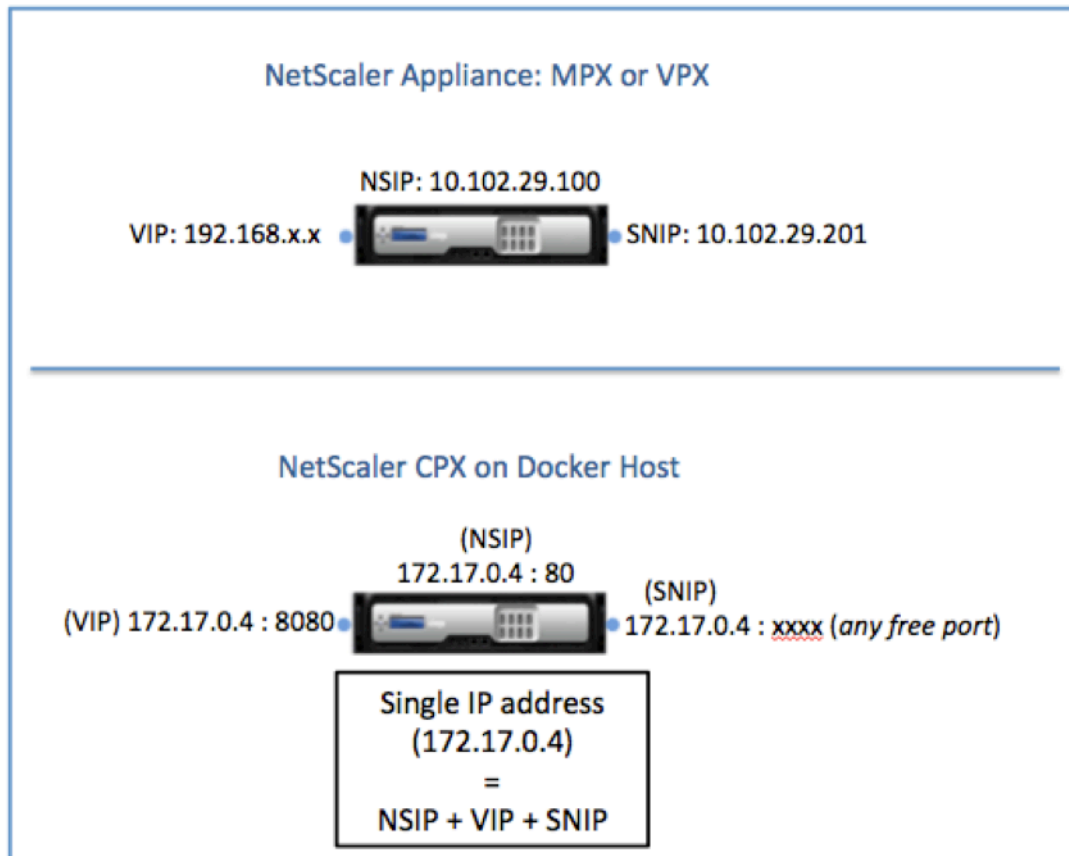 NetScaler Appliance: MPX or VPX
NSIP: 10.102.29.100
VIP: 192.168.x.x
SNIP: 10.102.29.201
NetScaler CPX on Docker Host
(NSIP)
172.17.0.4 : 80
(VIP) 172.17.0.4 : 8080
(SNIP)
172.17.0.4 : xxxx (any free port)
Single IP address
(172.17.0.4)
=
NSIP + VIP + SNIP